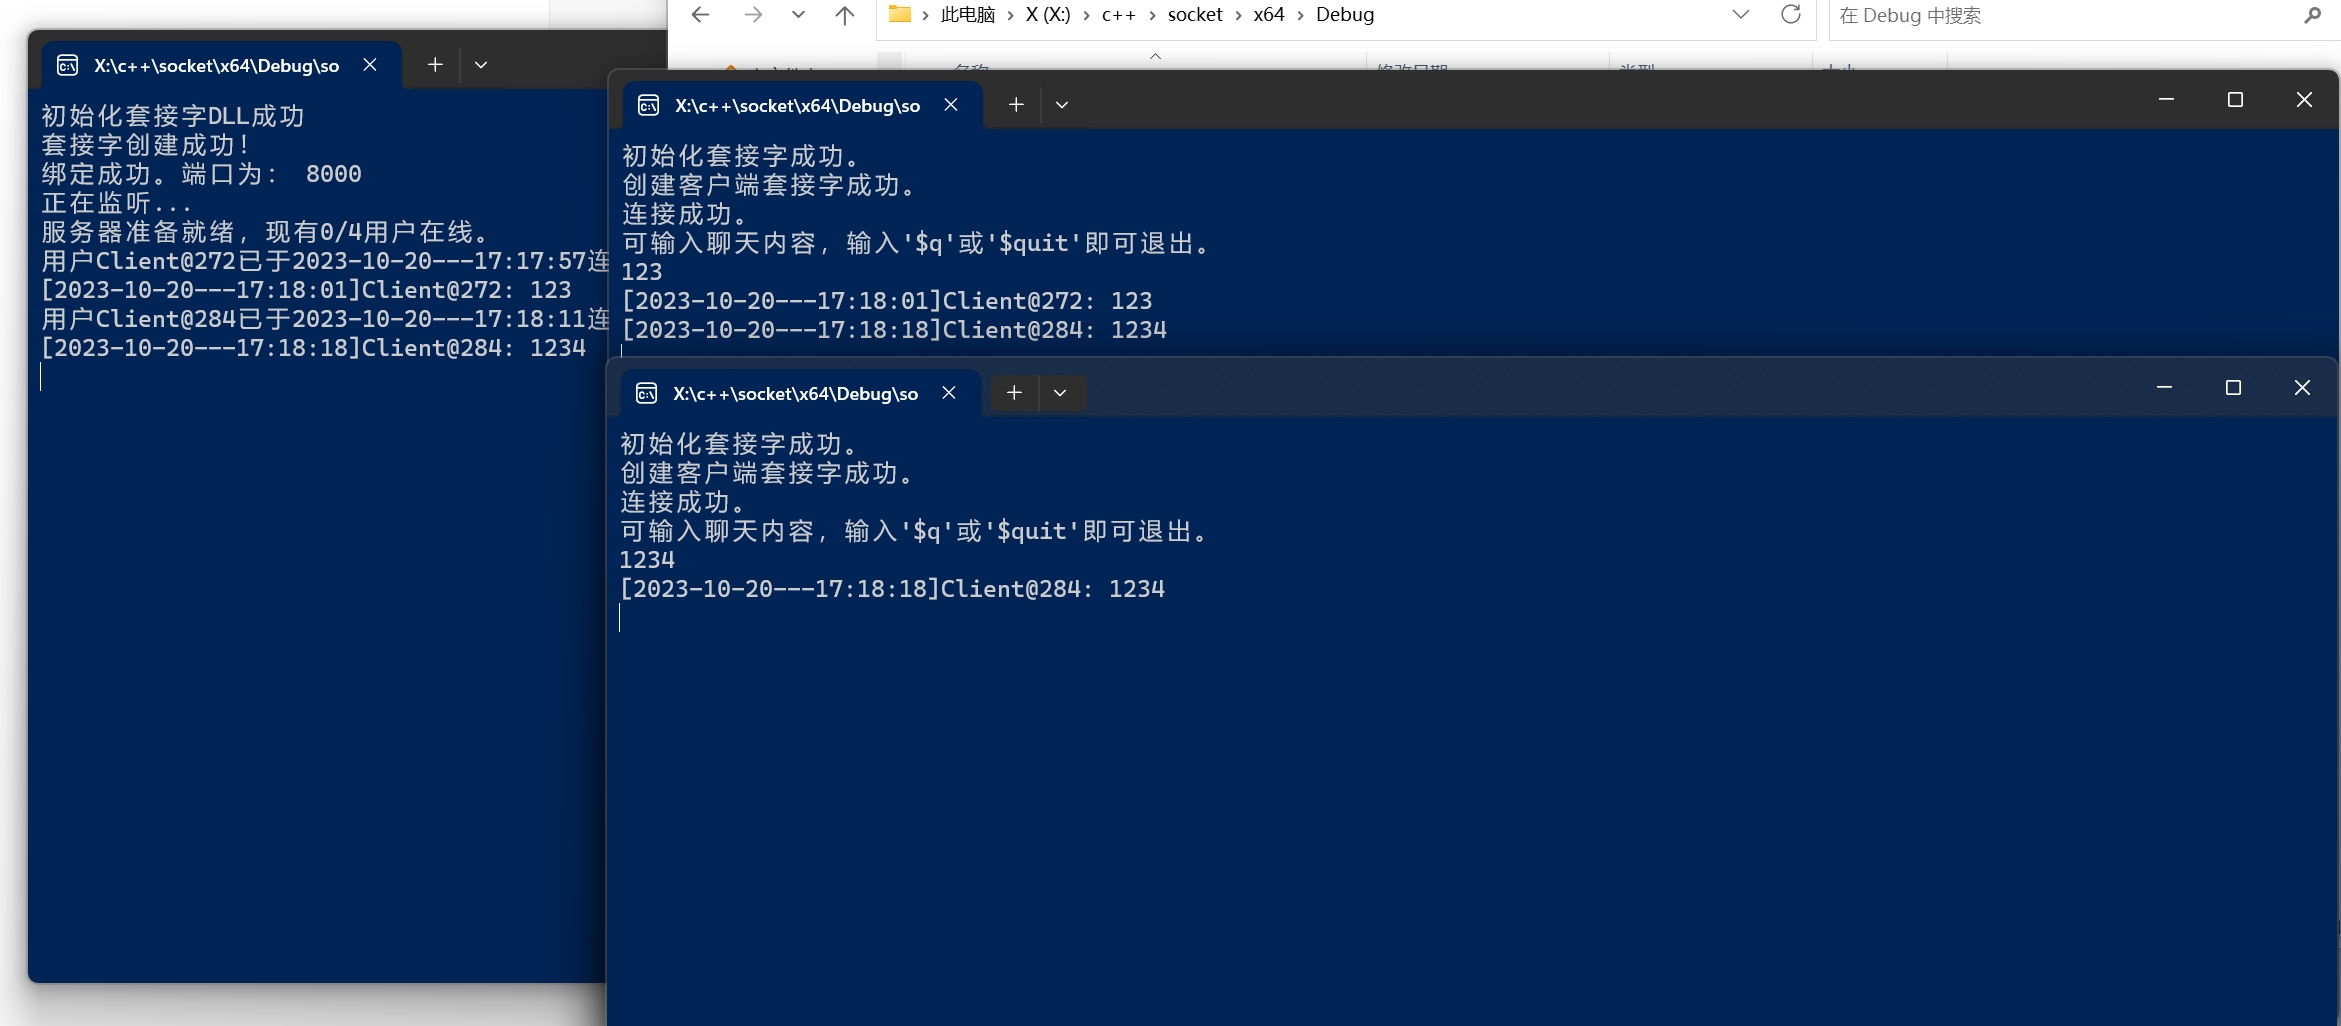 此电脑 › X (X:) › c++ › socket › x64 › Debug
在 Debug 中搜索
X:\c++\socket\x64\Debug\so
初始化套接字DLL成功
套接字创建成功！
绑定成功。端口为： 8000
正在监听...
服务器准备就绪，现有0/4用户在线。
用户Client@272已于2023-10-20---17:17:57连
[2023-10-20---17:18:01]Client@272: 123
用户Client@284已于2023-10-20---17:18:11连
[2023-10-20---17:18:18]Client@284: 1234
X:\c++\socket\x64\Debug\so
初始化套接字成功。
创建客户端套接字成功。
连接成功。
可输入聊天内容，输入'$q'或'$quit'即可退出。
123
[2023-10-20---17:18:01]Client@272: 123
[2023-10-20---17:18:18]Client@284: 1234
X:\c++\socket\x64\Debug\so
初始化套接字成功。
创建客户端套接字成功。
连接成功。
可输入聊天内容，输入'$q'或'$quit'即可退出。
1234
[2023-10-20---17:18:18]Client@284: 1234